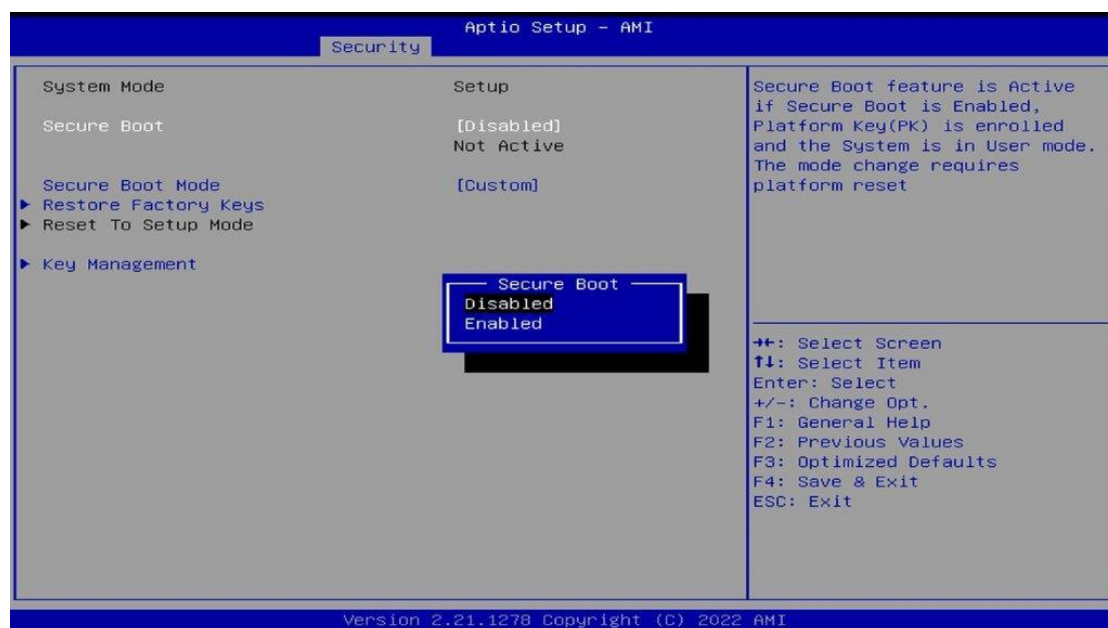 Aptio Setup – AMI
Security
System Mode Setup
Secure Boot [Disabled]
Not Active
Secure Boot Mode [Custom]
▶ Restore Factory Keys
▶ Reset To Setup Mode
▶ Key Management
Secure Boot
Disabled
Enabled
Secure Boot feature is Active
if Secure Boot is Enabled,
Platform Key(PK) is enrolled
and the System is in User mode.
The mode change requires
platform reset
→←: Select Screen
↑↓: Select Item
Enter: Select
+/-: Change Opt.
F1: General Help
F2: Previous Values
F3: Optimized Defaults
F4: Save & Exit
ESC: Exit
Version 2.21.1278 Copyright (C) 2022 AMI